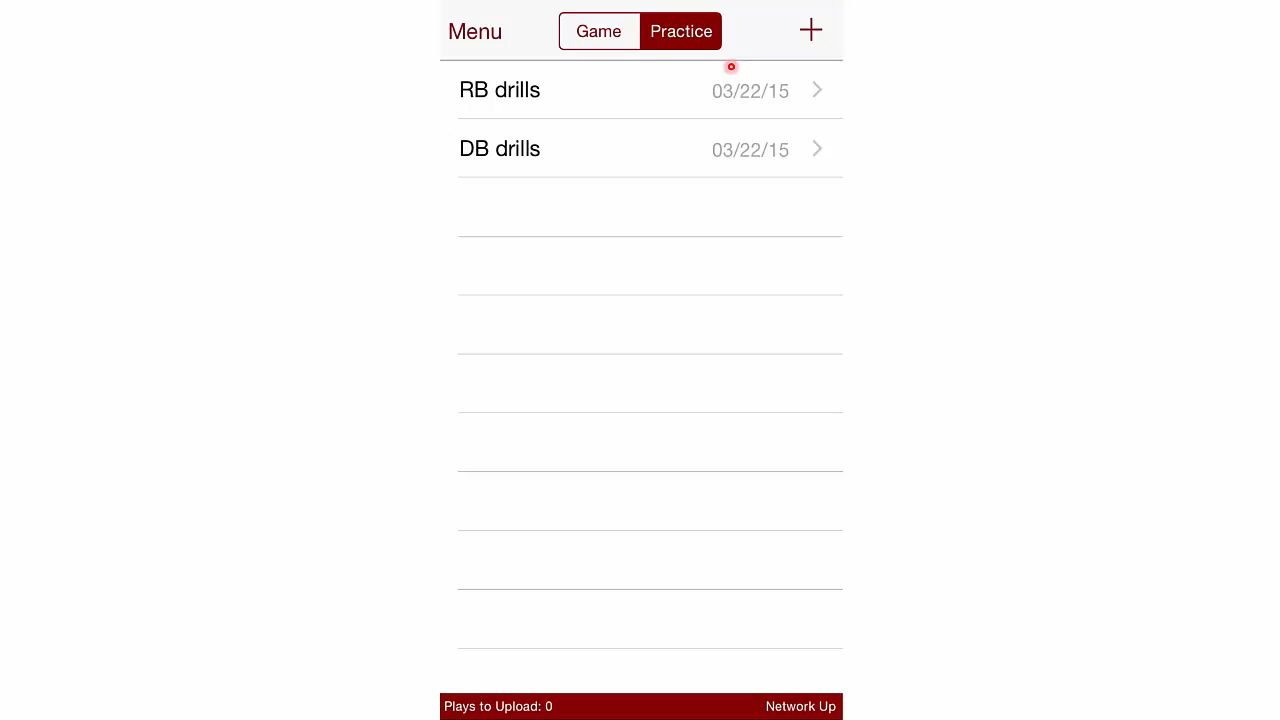 Menu Game Practice +
RB drills 03/22/15
DB drills 03/22/15
Plays to Upload: 0 Network Up